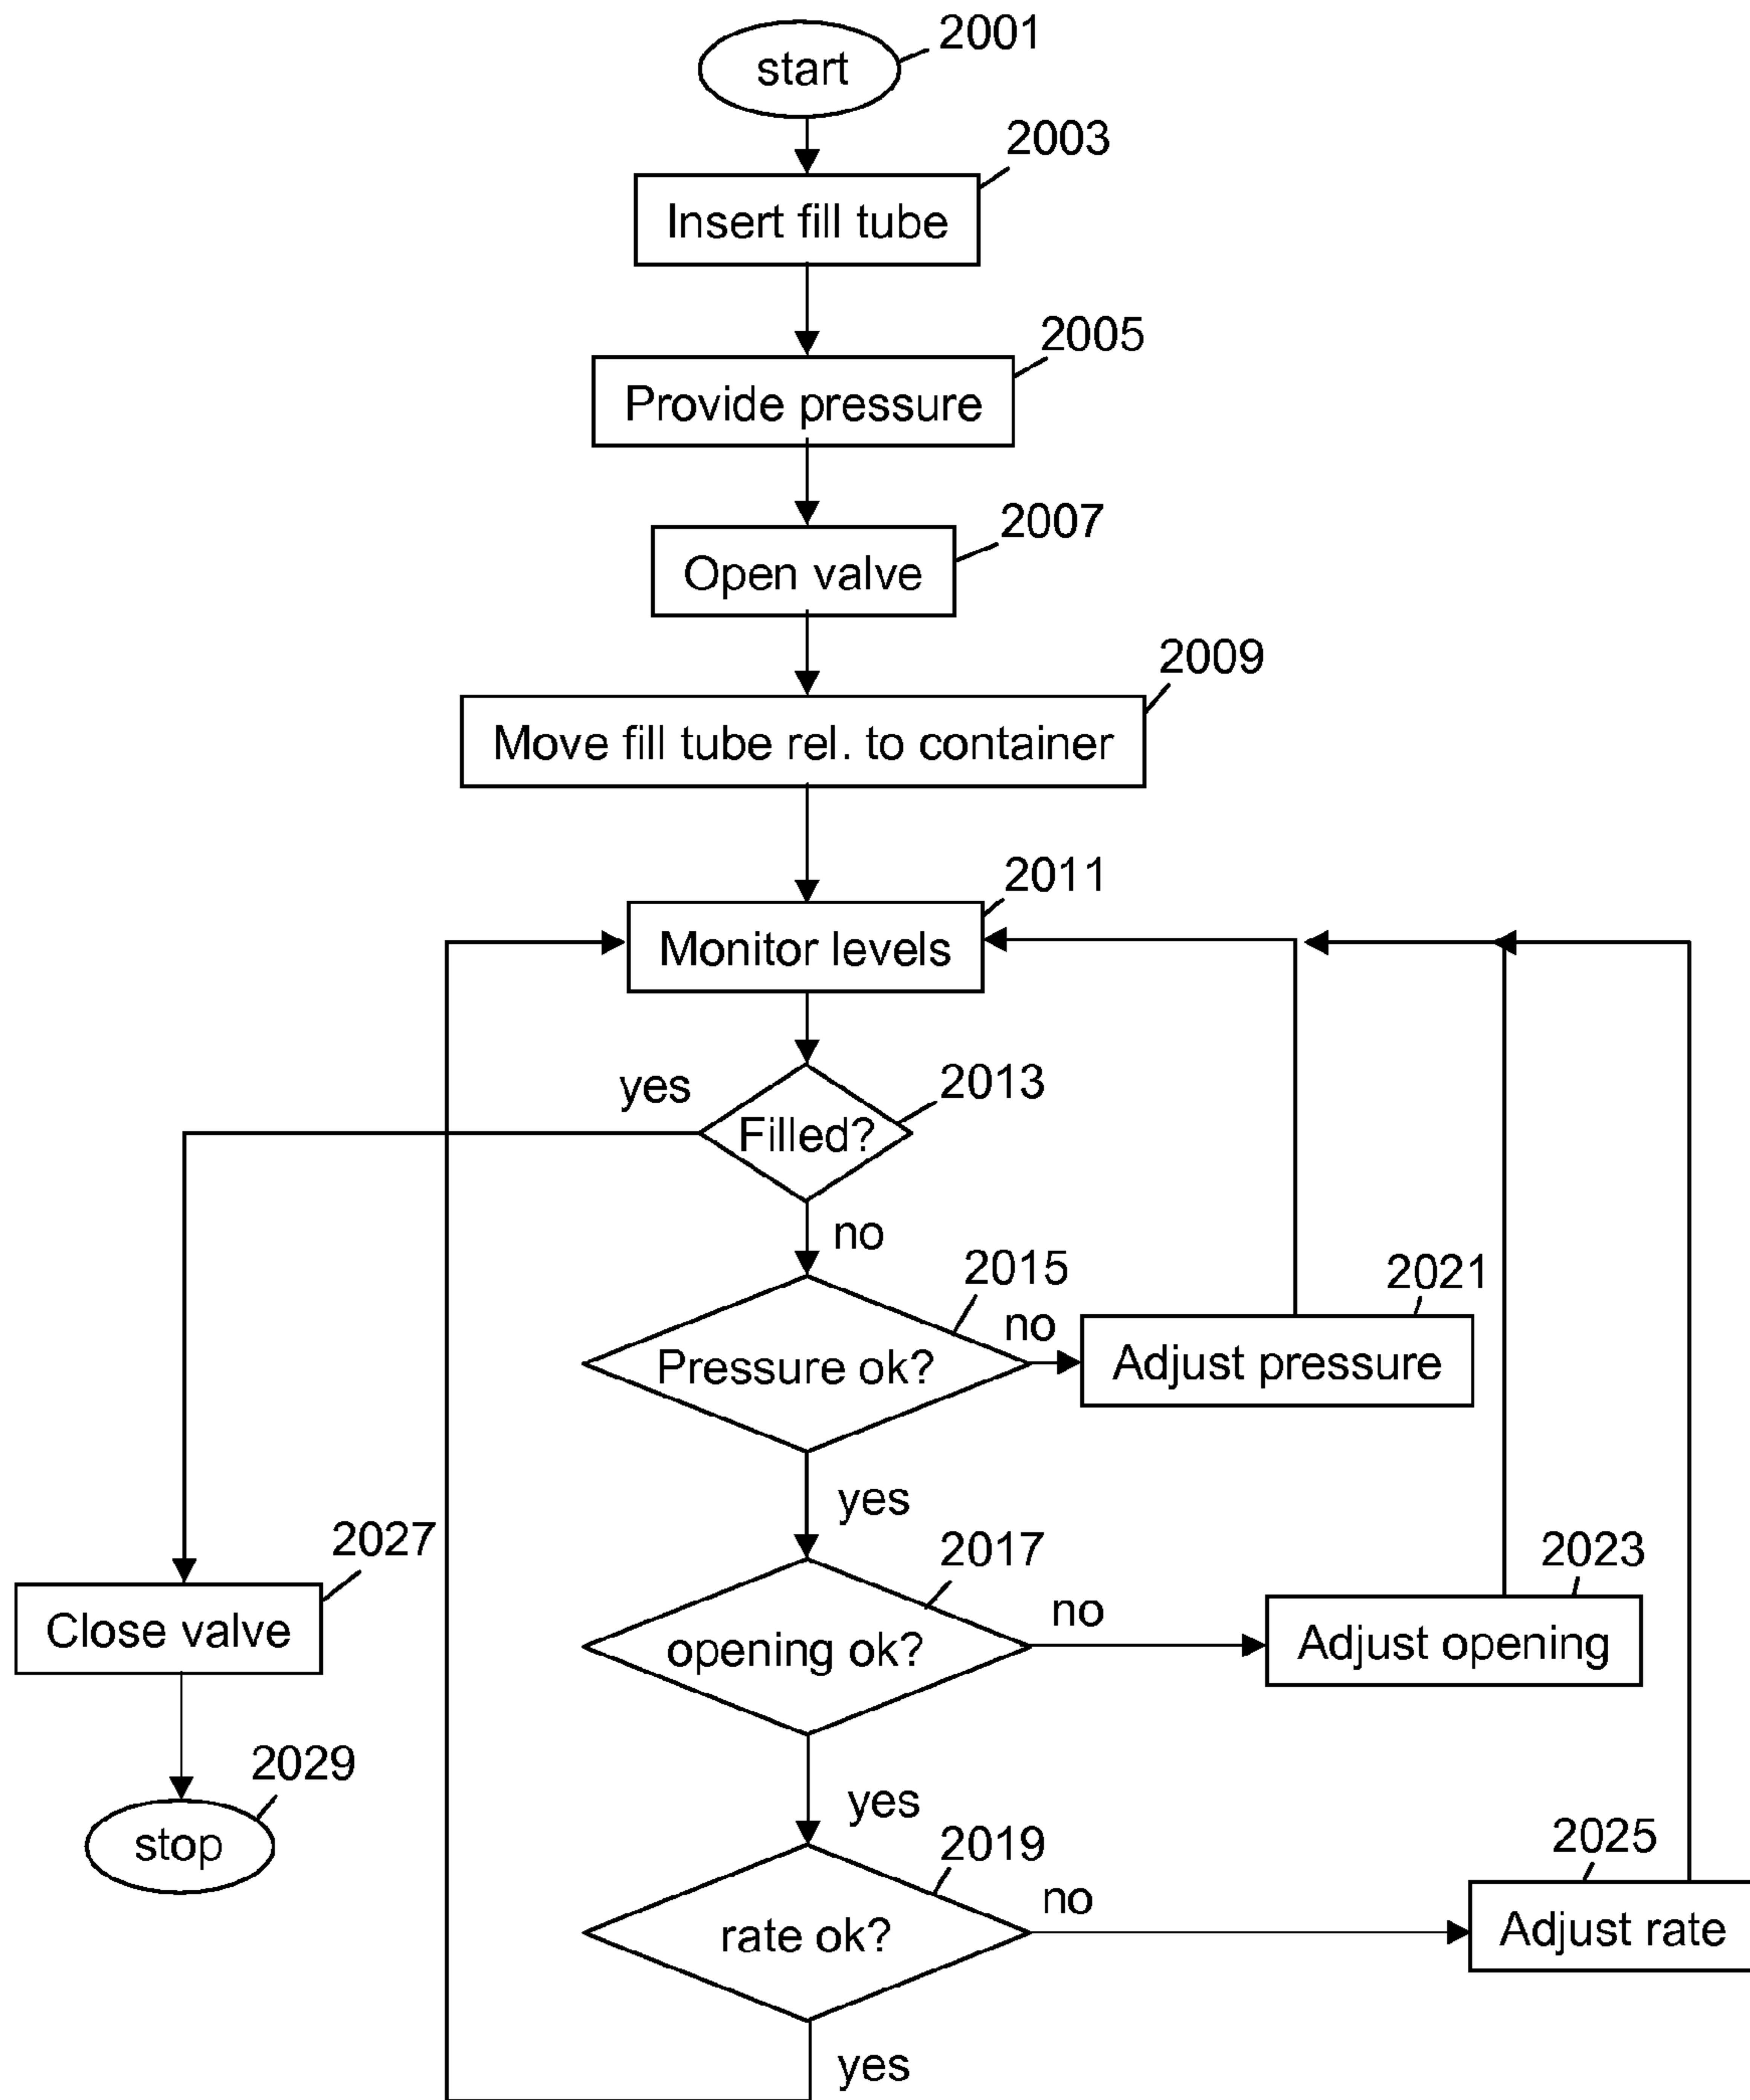 2001
start
2003
Insert fill tube
2005
Provide pressure
2007
Open valve
2009
Move fill tube rel. to container
2011
Monitor levels
yes
2013
Filled?
no
2015
no
2021
Pressure ok?
Adjust pressure
yes
2027
2017
2023
Close valve
no
opening ok?
Adjust opening
2029
yes
stop
2019
2025
no
rate ok?
Adjust rate
yes